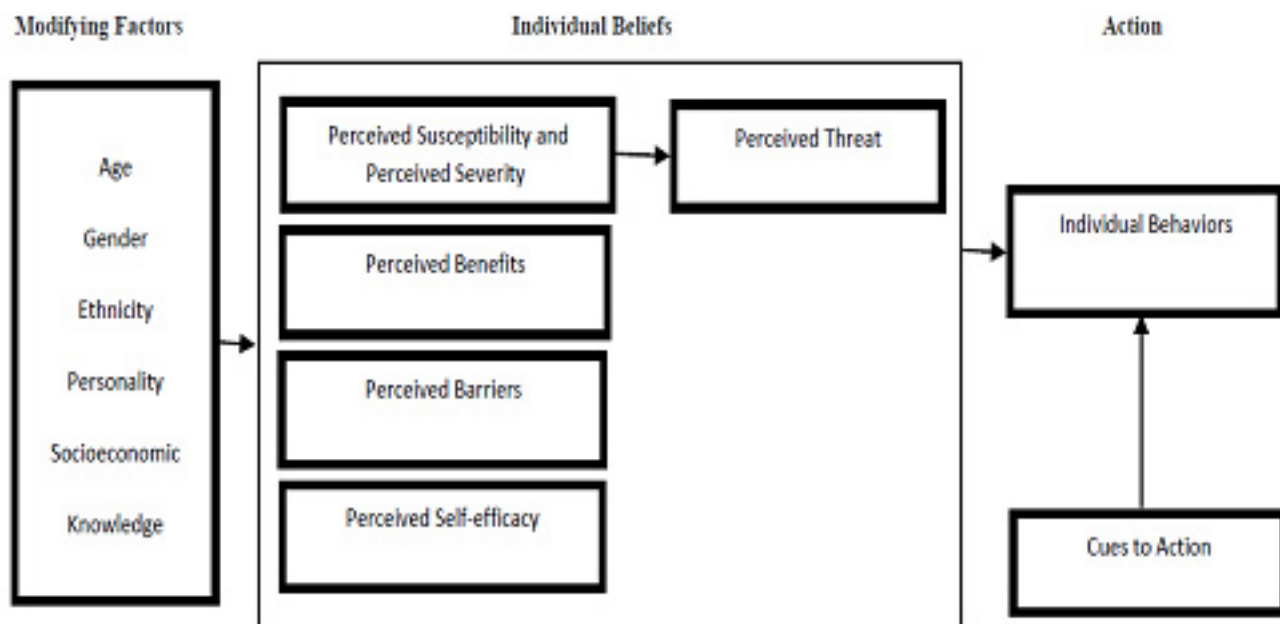 Modifying Factors
Individual Beliefs
Action
Age
Gender
Ethnicity
Personality
Socioeconomic
Knowledge
Perceived Susceptibility and
Perceived Severity
Perceived Threat
Perceived Benefits
Perceived Barriers
Perceived Self-efficacy
Individual Behaviors
Cues to Action